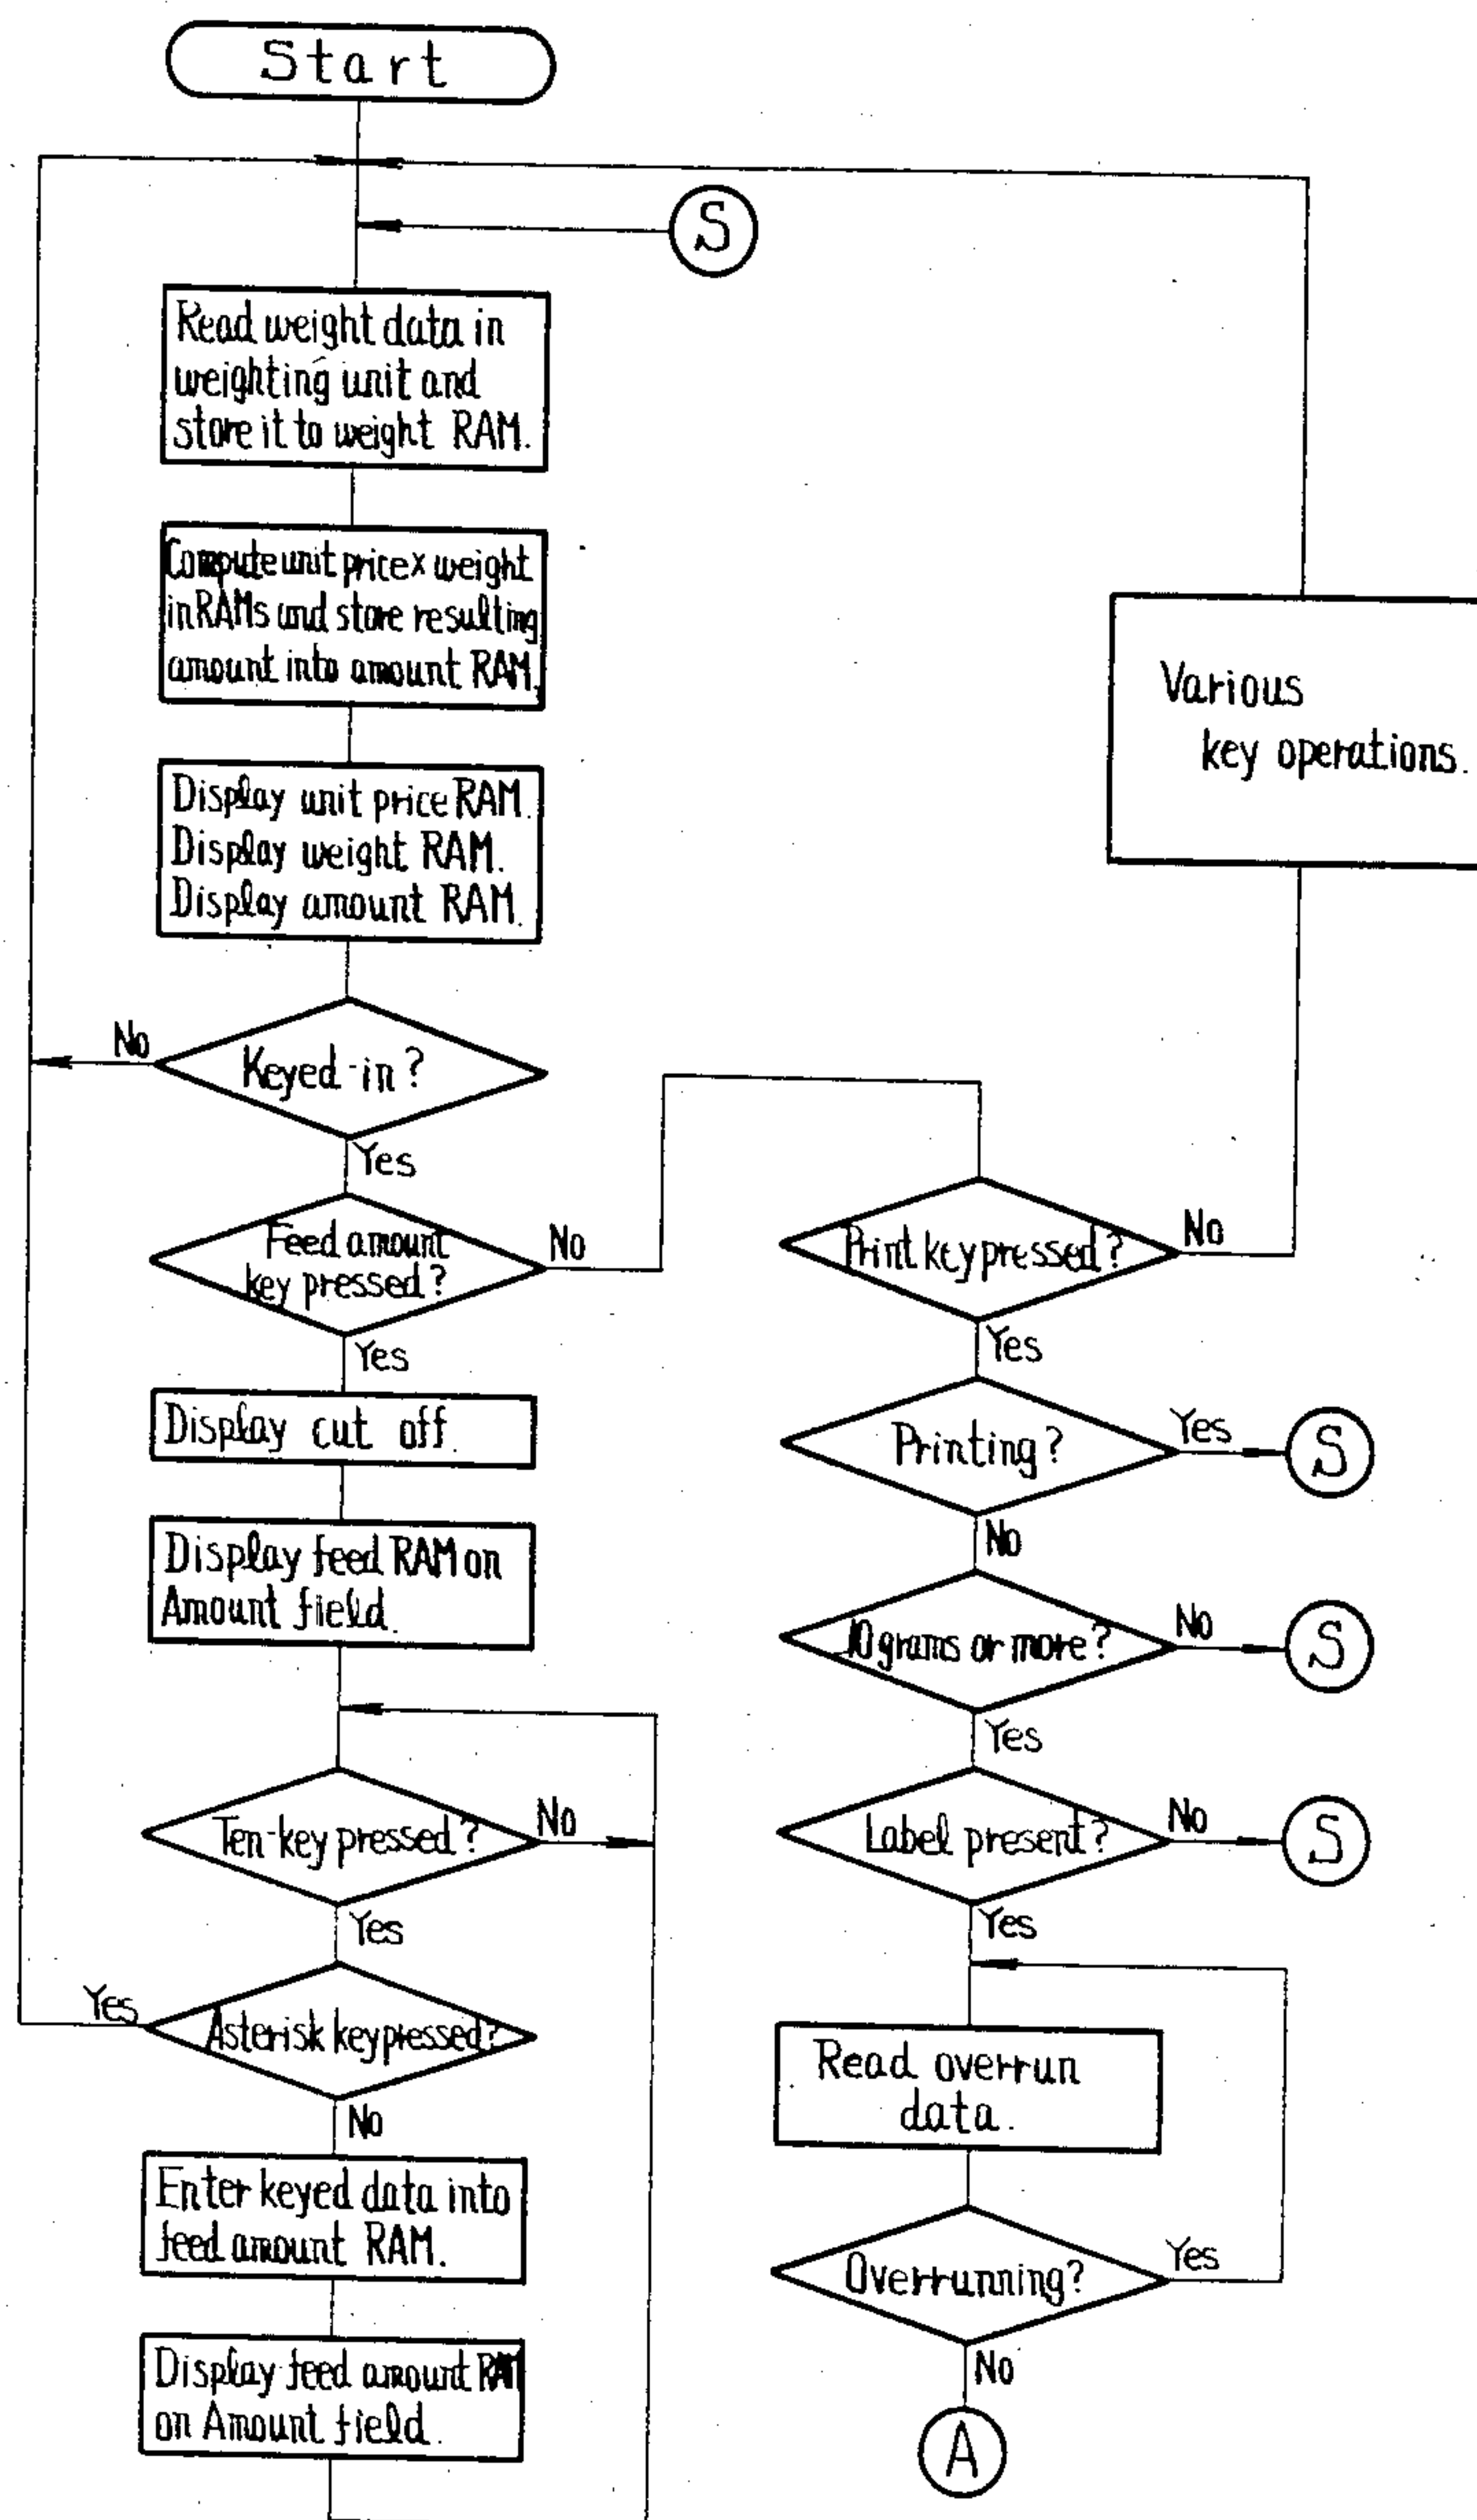 Start
S
Read weight data in
weighting unit and
store it to weight RAM.
Compute unit price x weight
in RAMs and store resulting
amount into amount RAM.
Display unit price RAM.
Display weight RAM.
Display amount RAM.
Keyed-in?
No
Yes
Feed amount
key pressed?
No
Yes
Display cut off.
Display feed RAM on
Amount field.
Ten-key pressed?
No
Yes
Asterisk key pressed?
Yes
No
Enter keyed data into
feed amount RAM.
Display feed amount RAM
on Amount field.
Various
key operations.
Print key pressed?
No
Yes
Printing?
Yes
S
No
10 grams or more?
No
S
Yes
Label present?
No
S
Yes
Read overrun
data.
Overrunning?
Yes
No
A